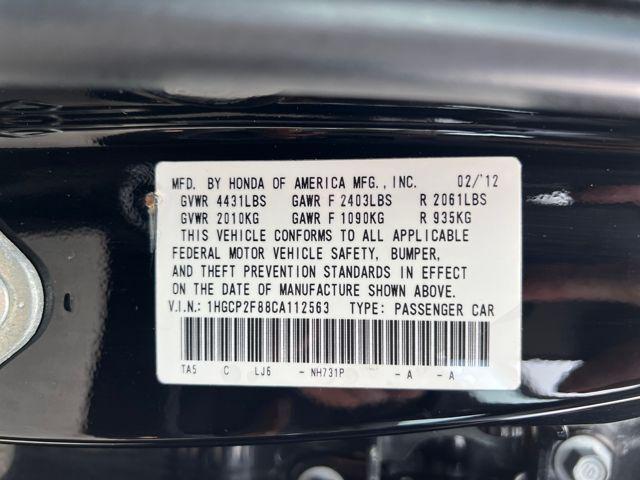 MFD. BY HONDA OF AMERICA MFG., INC. 02/'12
GVWR 4431LBS GAWR F 2403LBS R 2061LBS
GVWR 2010KG GAWR F 1090KG R 935KG
THIS VEHICLE CONFORMS TO ALL APPLICABLE
FEDERAL MOTOR VEHICLE SAFETY, BUMPER,
AND THEFT PREVENTION STANDARDS IN EFFECT
ON THE DATE OF MANUFACTURE SHOWN ABOVE.
V.I.N.: 1HGCP2F88CA112563 TYPE: PASSENGER CAR
TA5 C LJ6 -NH731P -A -A